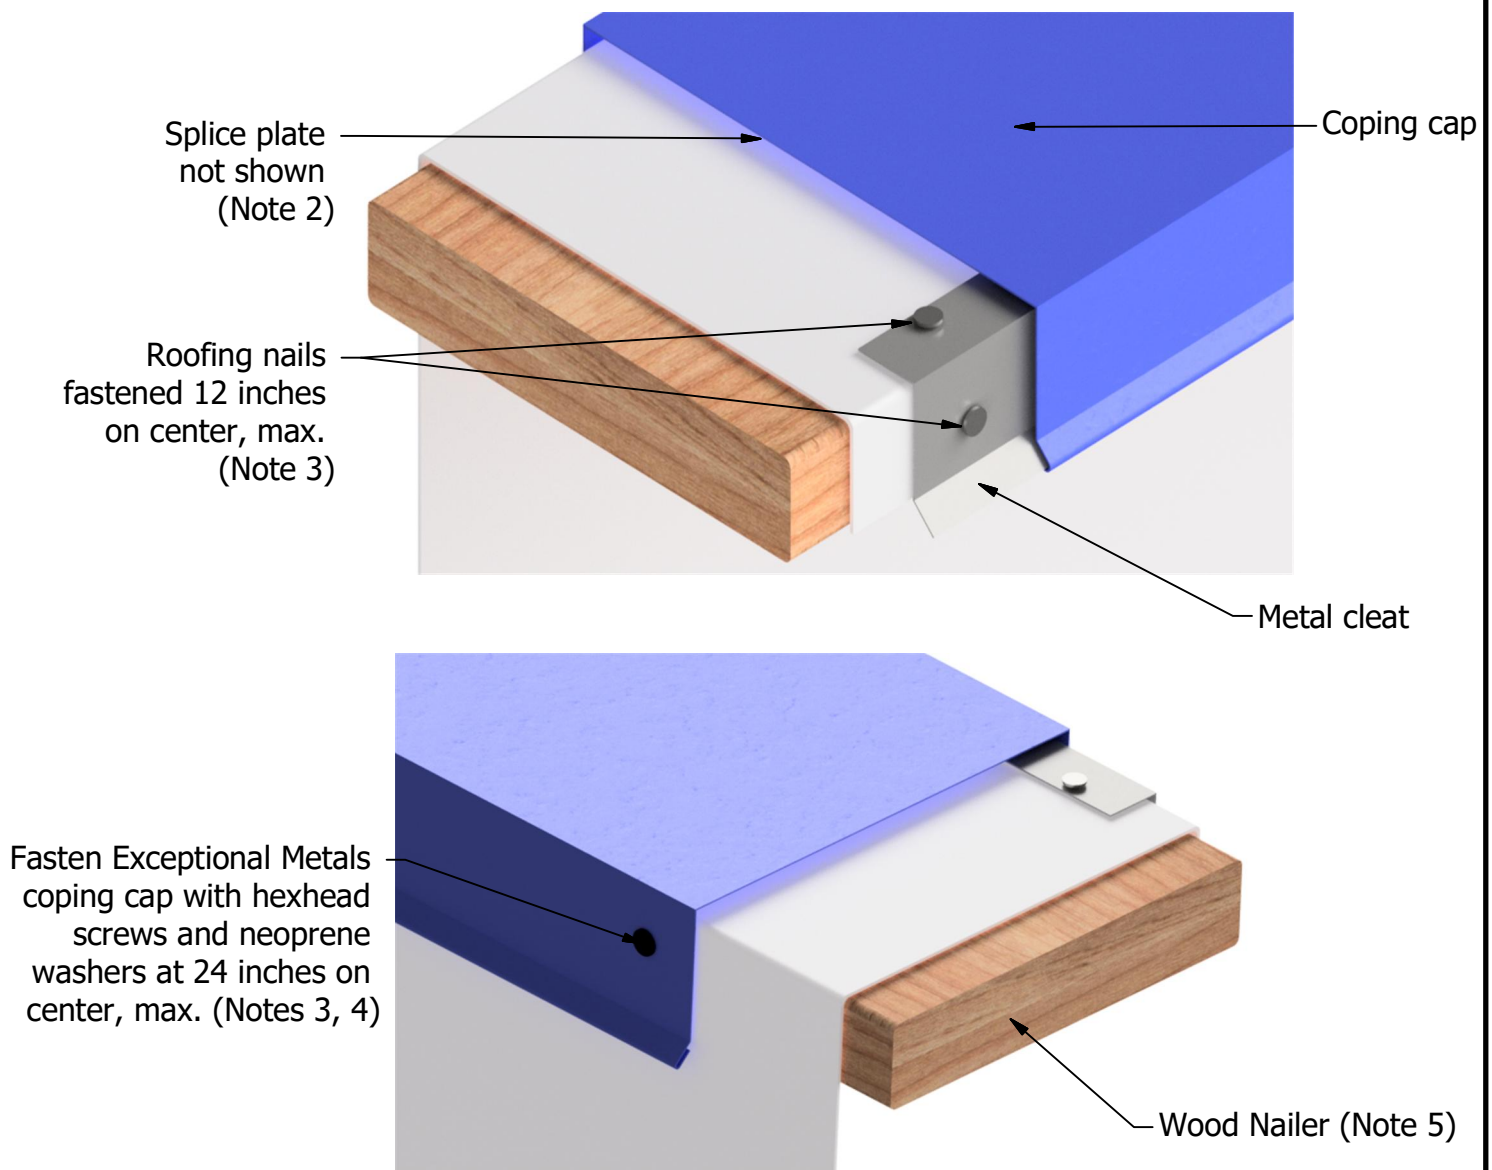 Splice plate
not shown
(Note 2)
Coping cap
Roofing nails
fastened 12 inches
on center, max.
(Note 3)
Metal cleat
Fasten Exceptional Metals
coping cap with hexhead
screws and neoprene
washers at 24 inches on
center, max. (Notes 3, 4)
Wood Nailer (Note 5)